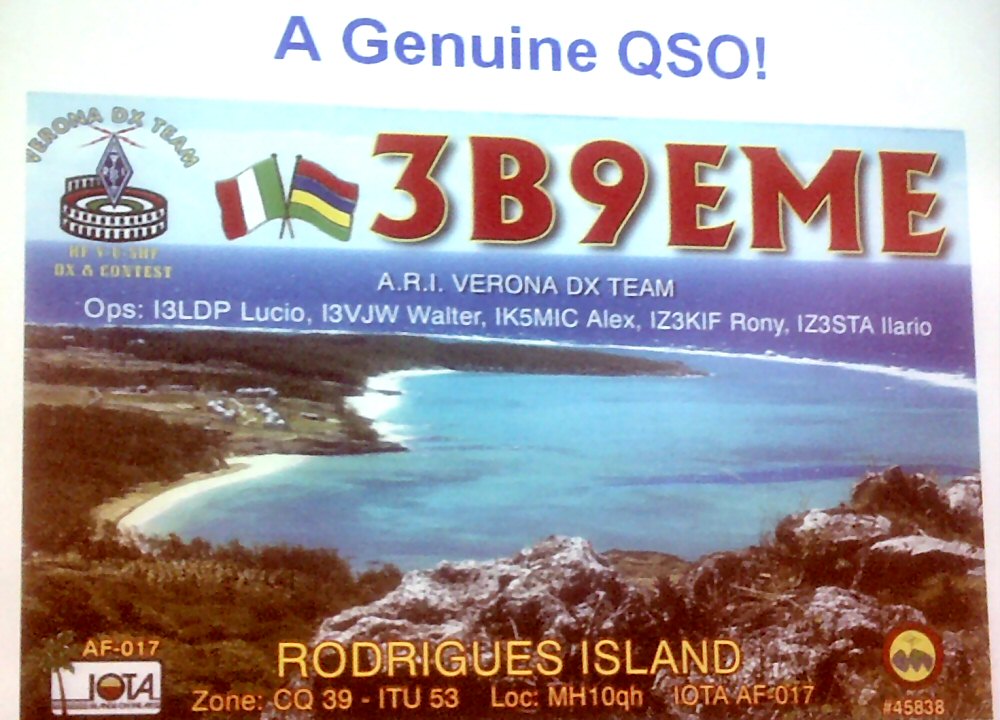 A Genuine QSO!
VERONA DX TEAM
3B9EME
HF V-U-SHF
DX & CONTEST
A.R.I. VERONA DX TEAM
Ops: I3LDP Lucio, I3VJW Walter, IK5MIC Alex, IZ3KIF Rony, IZ3STA Ilario
AF-017
IOTA
RODRIGUES ISLAND
Zone: CQ 39 - ITU 53 Loc: MH10qh IOTA AF-017
#45838